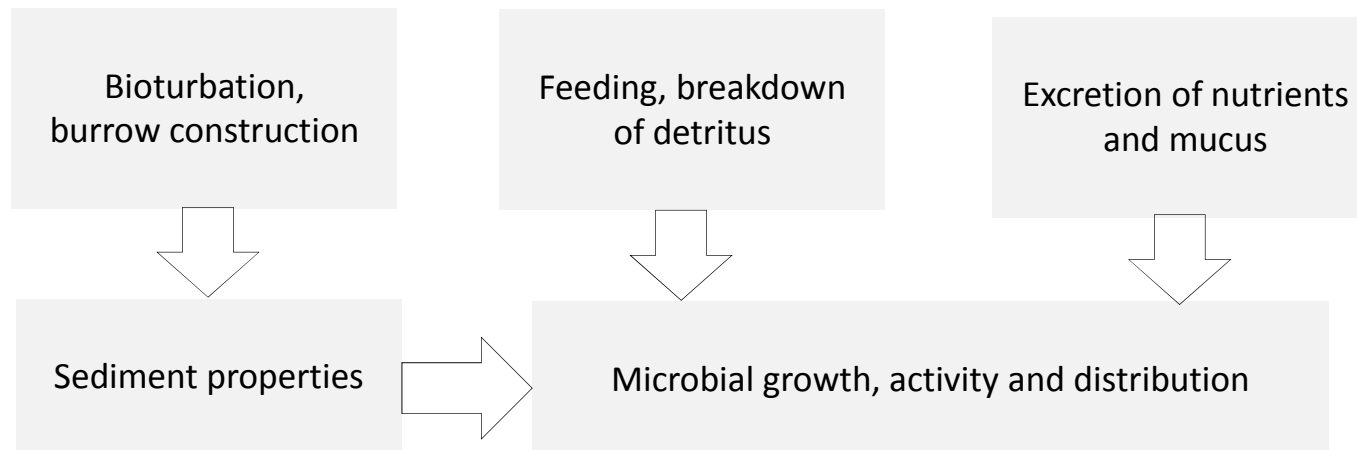 Bioturbation,
burrow construction
Feeding, breakdown
of detritus
Excretion of nutrients
and mucus
Sediment properties
Microbial growth, activity and distribution